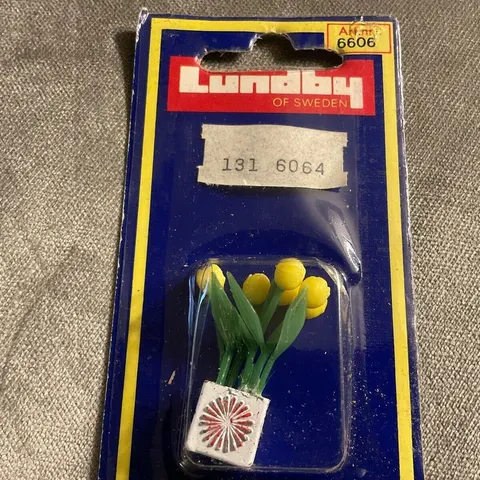 Art.nr:
6606
Lundby
OF SWEDEN
131 6064